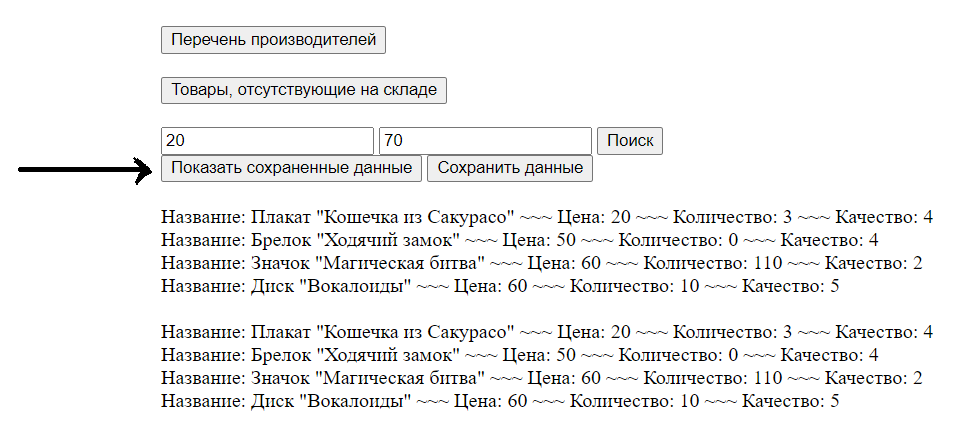 Перечень производителей
Товары, отсутствующие на складе
20 70 Поиск
Показать сохраненные данные Сохранить данные
Название: Плакат "Кошечка из Сакурасо" ~~~ Цена: 20 ~~~ Количество: 3 ~~~ Качество: 4
Название: Брелок "Ходячий замок" ~~~ Цена: 50 ~~~ Количество: 0 ~~~ Качество: 4
Название: Значок "Магическая битва" ~~~ Цена: 60 ~~~ Количество: 110 ~~~ Качество: 2
Название: Диск "Вокалоиды" ~~~ Цена: 60 ~~~ Количество: 10 ~~~ Качество: 5
Название: Плакат "Кошечка из Сакурасо" ~~~ Цена: 20 ~~~ Количество: 3 ~~~ Качество: 4
Название: Брелок "Ходячий замок" ~~~ Цена: 50 ~~~ Количество: 0 ~~~ Качество: 4
Название: Значок "Магическая битва" ~~~ Цена: 60 ~~~ Количество: 110 ~~~ Качество: 2
Название: Диск "Вокалоиды" ~~~ Цена: 60 ~~~ Количество: 10 ~~~ Качество: 5